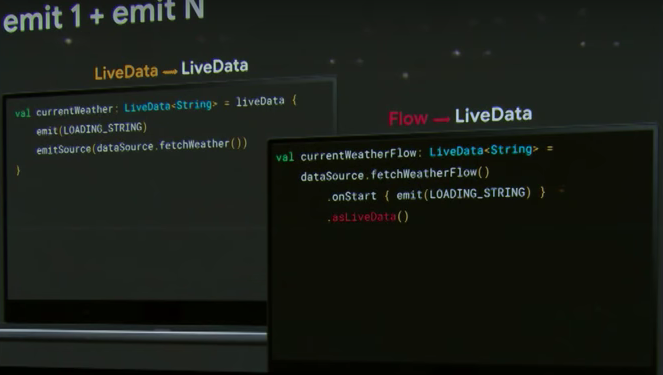 emit 1 + emit N
LiveData → LiveData
val currentWeather: LiveData<String> = liveData {
    emit(LOADING_STRING)
    emitSource(dataSource.fetchWeather())
}
Flow → LiveData
val currentWeatherFlow: LiveData<String> =
    dataSource.fetchWeatherFlow()
        .onStart { emit(LOADING_STRING) }
        .asLiveData()